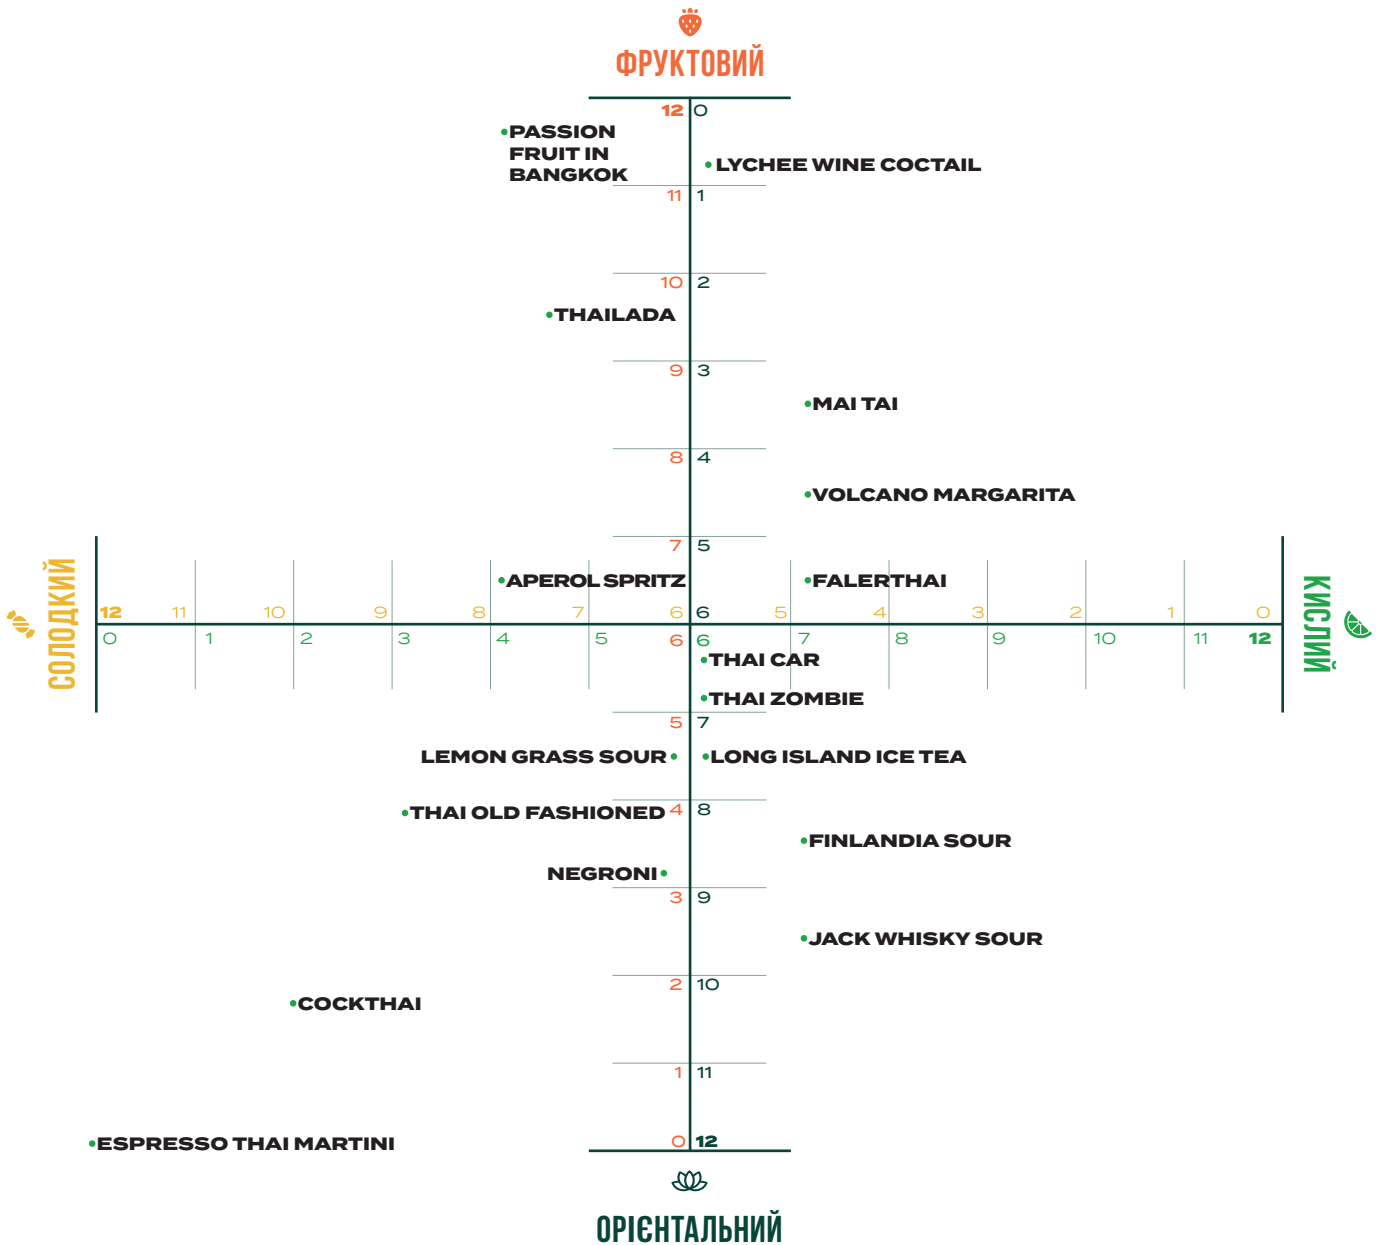 ФРУКТОВИЙ
12 0
PASSION
FRUIT IN
BANGKOK
LYCHEE WINE COCTAIL
11 1
10 2
THAILADA
9 3
MAI TAI
8 4
VOLCANO MARGARITA
7 5
APEROL SPRITZ
FALERTHAI
СОЛОДКИЙ
12 11 10 9 8 7 6 6 5 4 3 2 1 0
0 1 2 3 4 5 6 6 7 8 9 10 11 12
КИСЛИЙ
THAI CAR
THAI ZOMBIE
5 7
LEMON GRASS SOUR
LONG ISLAND ICE TEA
THAI OLD FASHIONED
4 8
FINLANDIA SOUR
NEGRONI
3 9
JACK WHISKY SOUR
2 10
COCKTHAI
1 11
ESPRESSO THAI MARTINI
0 12
ОРІЄНТАЛЬНИЙ